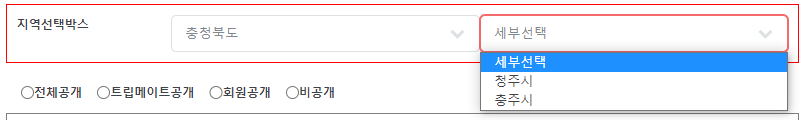 지역선택박스
충청북도
세부선택
세부선택
청주시
충주시
전체공개 트립메이트공개 회원공개 비공개